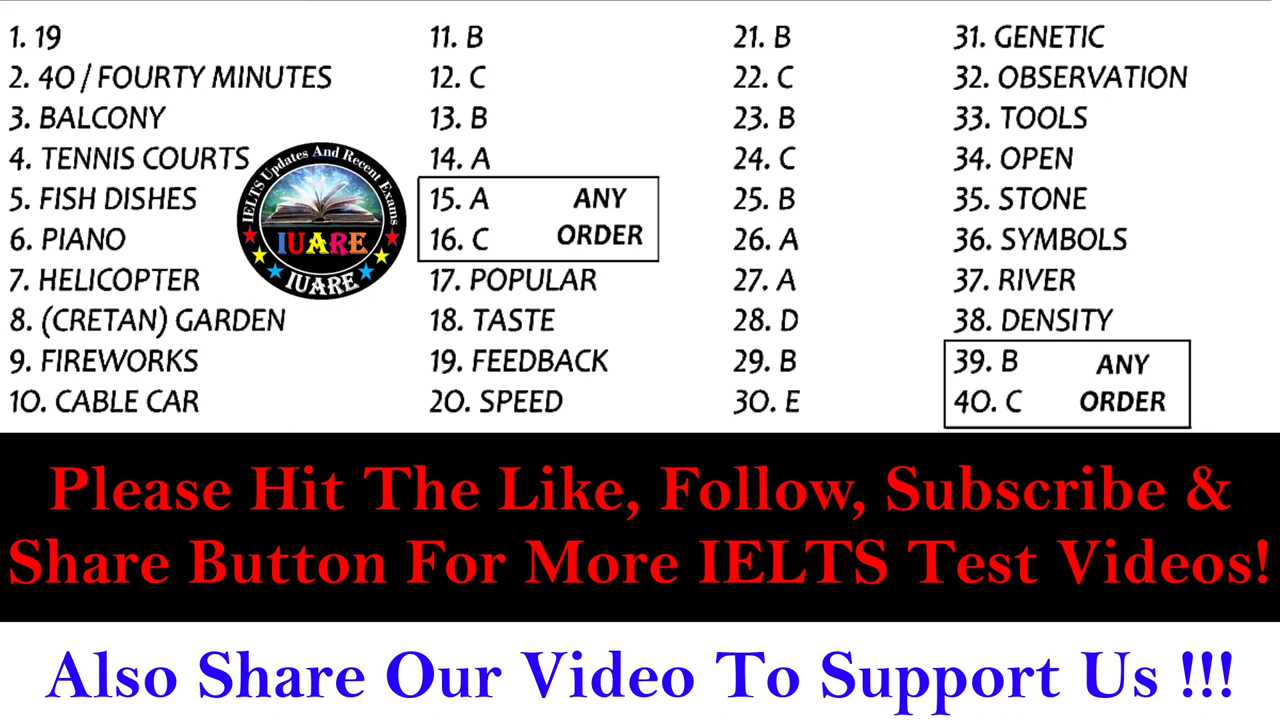 1. 19
2. 40 / FOURTY MINUTES
3. BALCONY
4. TENNIS COURTS
5. FISH DISHES
6. PIANO
7. HELICOPTER
8. (CRETAN) GARDEN
9. FIREWORKS
10. CABLE CAR
IELTS Updates And Recent Exams
IUARE
IUARE
11. B
12. C
13. B
14. A
15. A ANY
16. C ORDER
17. POPULAR
18. TASTE
19. FEEDBACK
20. SPEED
21. B
22. C
23. B
24. C
25. B
26. A
27. A
28. D
29. B
30. E
31. GENETIC
32. OBSERVATION
33. TOOLS
34. OPEN
35. STONE
36. SYMBOLS
37. RIVER
38. DENSITY
39. B ANY
40. C ORDER
Please Hit The Like, Follow, Subscribe &
Share Button For More IELTS Test Videos!
Also Share Our Video To Support Us !!!